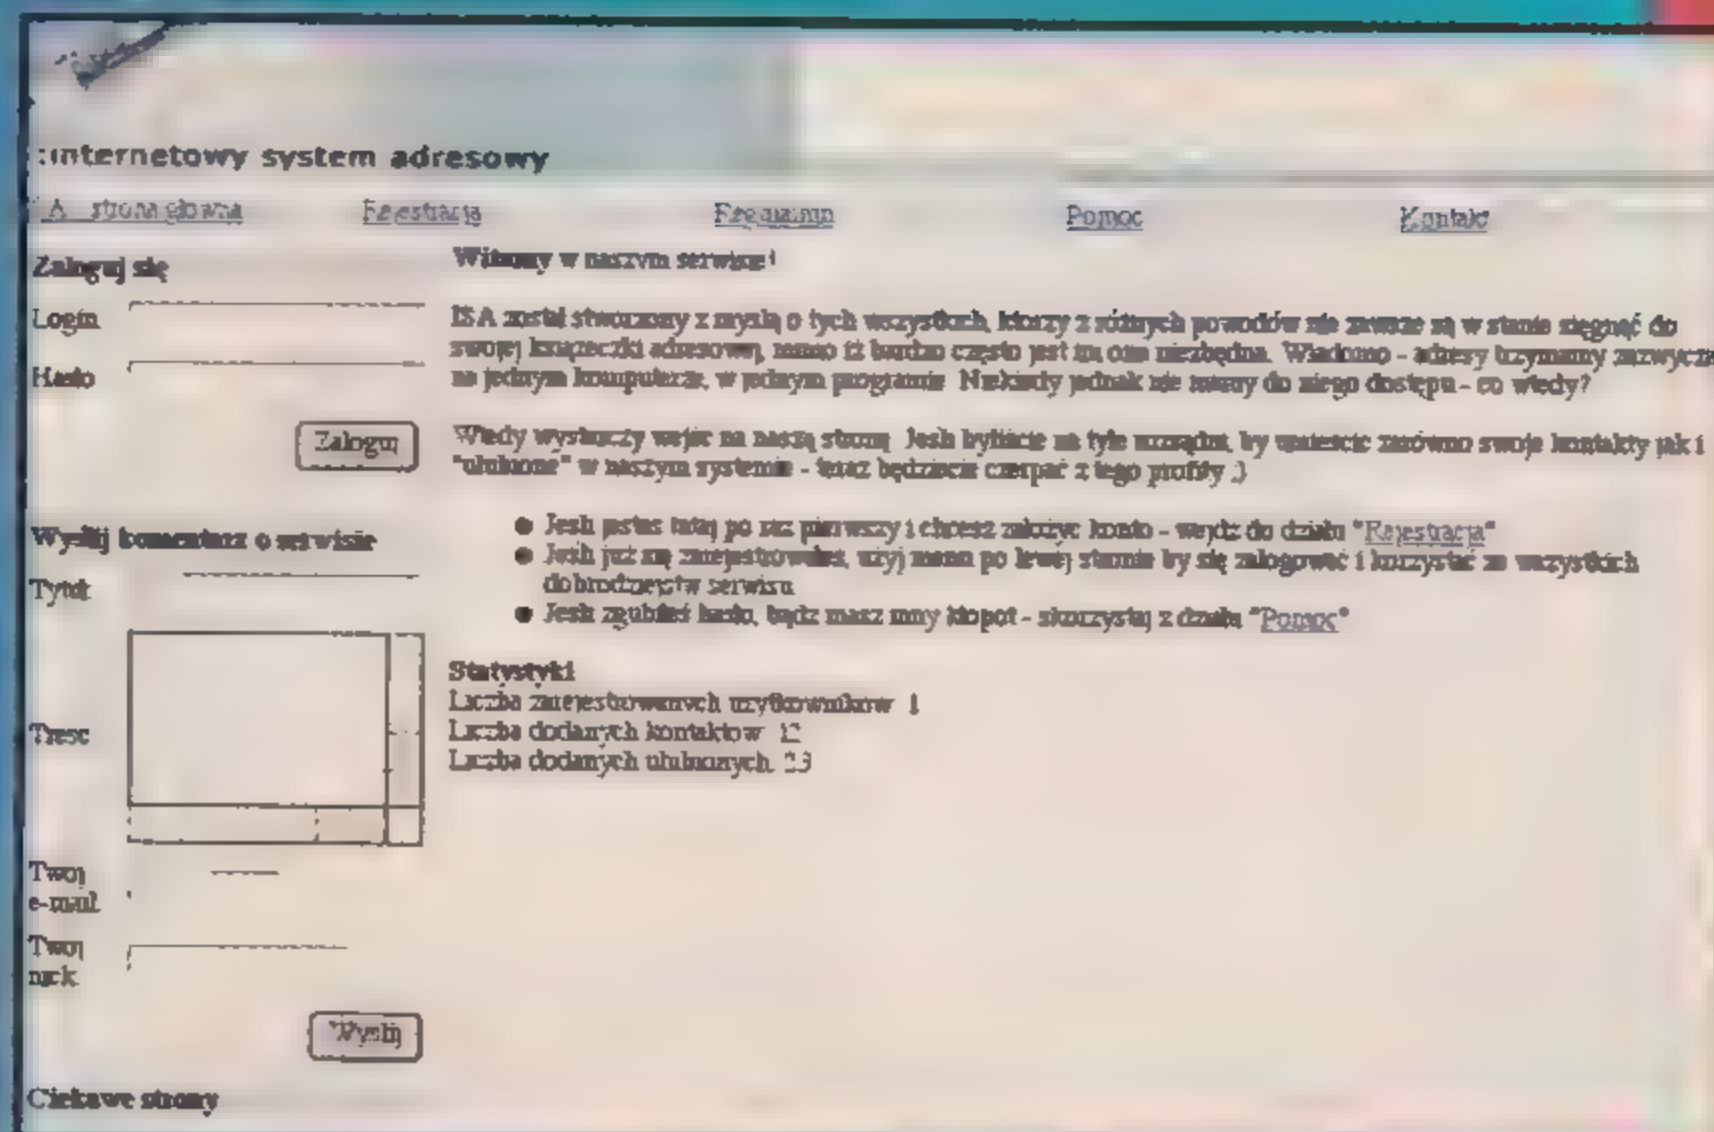 :internetowy system adresowy
strona główna Rejestracja Regulamin Pomoc Kontakt
Zaloguj się
Witamy w naszym serwisie!
Login
Hasło
ISA został stworzony z myślą o tych wszystkich, którzy z różnych powodów nie zawsze są w stanie sięgnąć do
swojej książeczki adresowej, mimo iż bardzo często jest im ona niezbędna. Wiadomo - adresy trzymamy
na jednym komputerze, w jednym programie. Niekiedy jednak nie mamy do niego dostępu - co wtedy?
Zaloguj
Wtedy wystarczy wejść na naszą stronę. Jeśli byliście na tyle rozsądni, by umieścić zarówno swoje kontakty jak i
"ulubione" w naszym systemie - teraz będziecie czerpać z tego profity ;)
Wyślij komentarz o serwisie
Tytuł
Treść
Twój
e-mail
Twój
nick
Wyślij
Ciekawe strony
Jeśli jesteś tutaj po raz pierwszy i chcesz założyć konto - wejdź do działu "Rejestracja"
Jeśli już się zarejestrowałeś, użyj menu po lewej stronie by się zalogować i korzystać ze wszystkich
dobrodziejstw serwisu
Jeśli zgubiłeś hasło, bądź masz inny kłopot - skorzystaj z działu "Pomoc"
Statystyki
Liczba zarejestrowanych użytkowników: 1
Liczba dodanych kontaktów: 12
Liczba dodanych ulubionych: 23